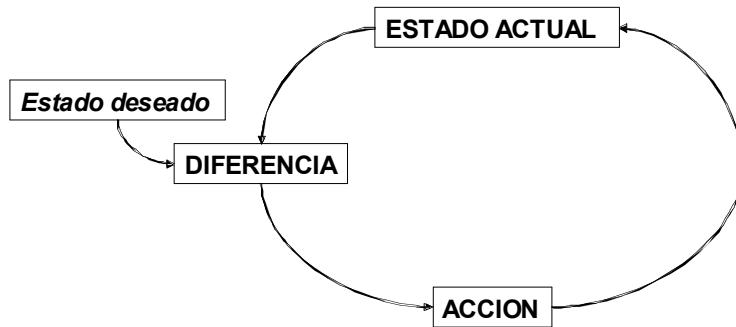 ESTADO ACTUAL
Estado deseado
DIFERENCIA
ACCION